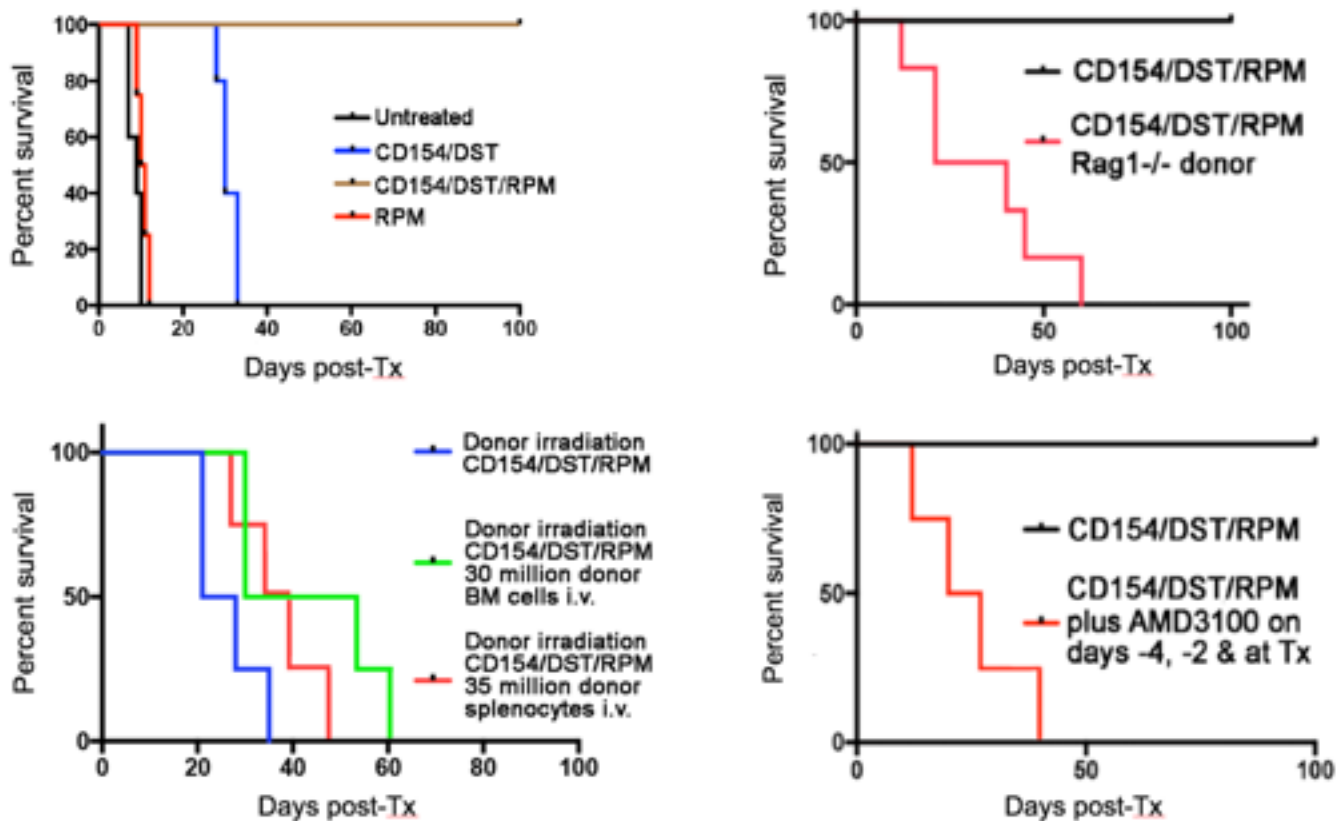 100
80
60
40
20
0
Percent survival
Untreated
CD154/DST
CD154/DST/RPM
RPM
0 20 40 60 80 100
Days post-Tx
100
50
0
Percent survival
CD154/DST/RPM
CD154/DST/RPM
Rag1-/- donor
0 50 100
Days post-Tx
100
50
0
Percent survival
Donor irradiation
CD154/DST/RPM
Donor irradiation
CD154/DST/RPM
30 million donor
BM cells i.v.
Donor irradiation
CD154/DST/RPM
35 million donor
splenocytes i.v.
0 20 40 60 80 100
Days post-Tx
100
50
0
Percent survival
CD154/DST/RPM
CD154/DST/RPM
plus AMD3100 on
days -4, -2 & at Tx
0 50 100
Days post-Tx